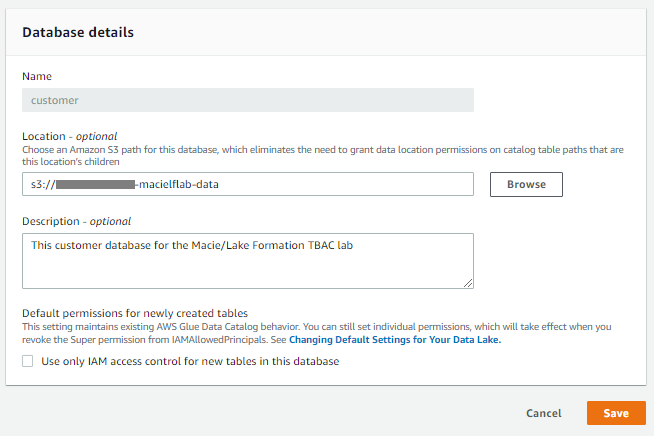 Database details
Name
customer
Location - optional
Choose an Amazon S3 path for this database, which eliminates the need to grant data location permissions on catalog table paths that are
this location's children
s3://-macielflab-data
Browse
Description - optional
This customer database for the Macie/Lake Formation TBAC lab
Default permissions for newly created tables
This setting maintains existing AWS Glue Data Catalog behavior. You can still set individual permissions, which will take effect when you
revoke the Super permission from IAMAllowedPrincipals. See Changing Default Settings for Your Data Lake.
Use only IAM access control for new tables in this database
Cancel
Save